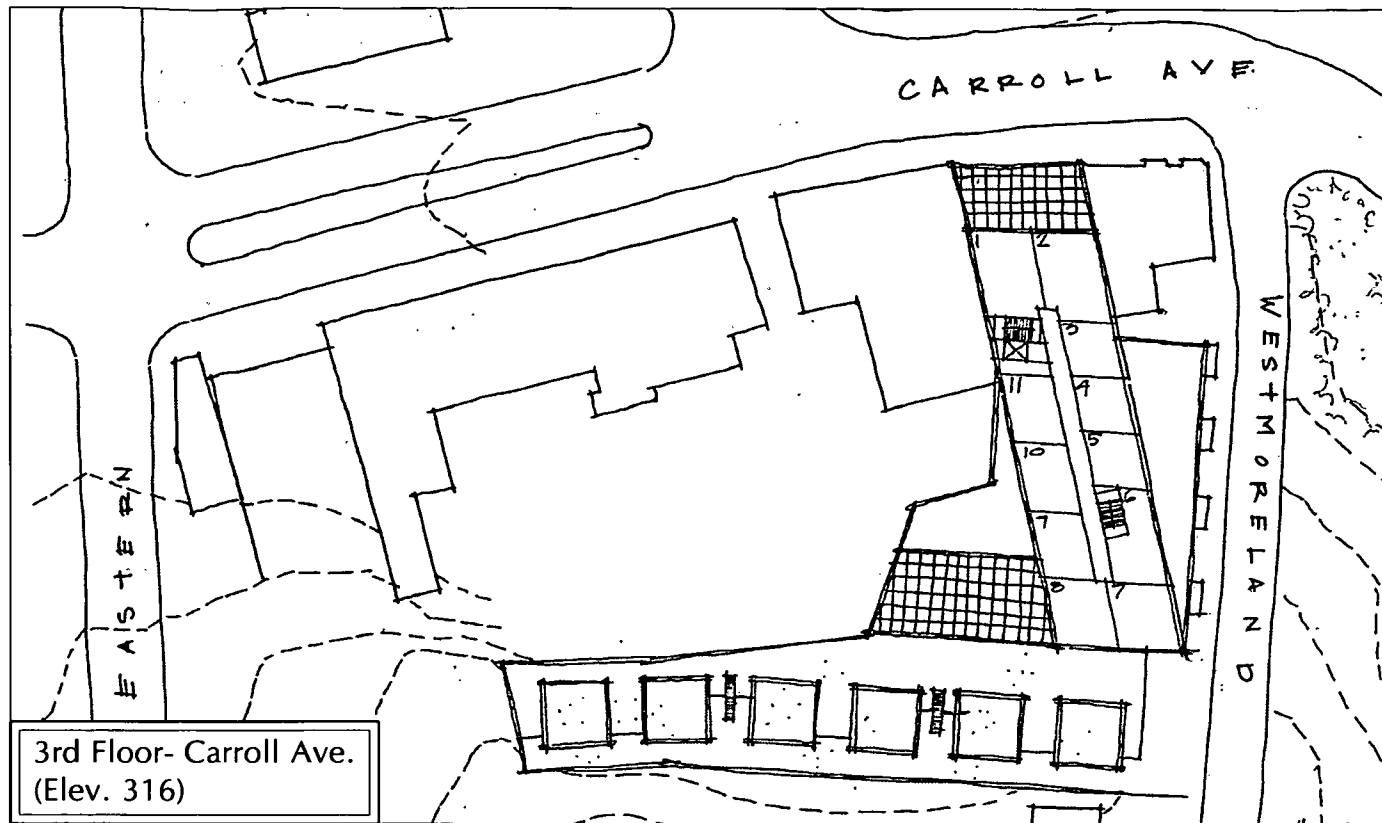 CARROLL AVE.
1
2
3
11
4
5
10
6
9
8
7
WESTMORELAND
EASTERN
3rd Floor- Carroll Ave.
(Elev. 316)